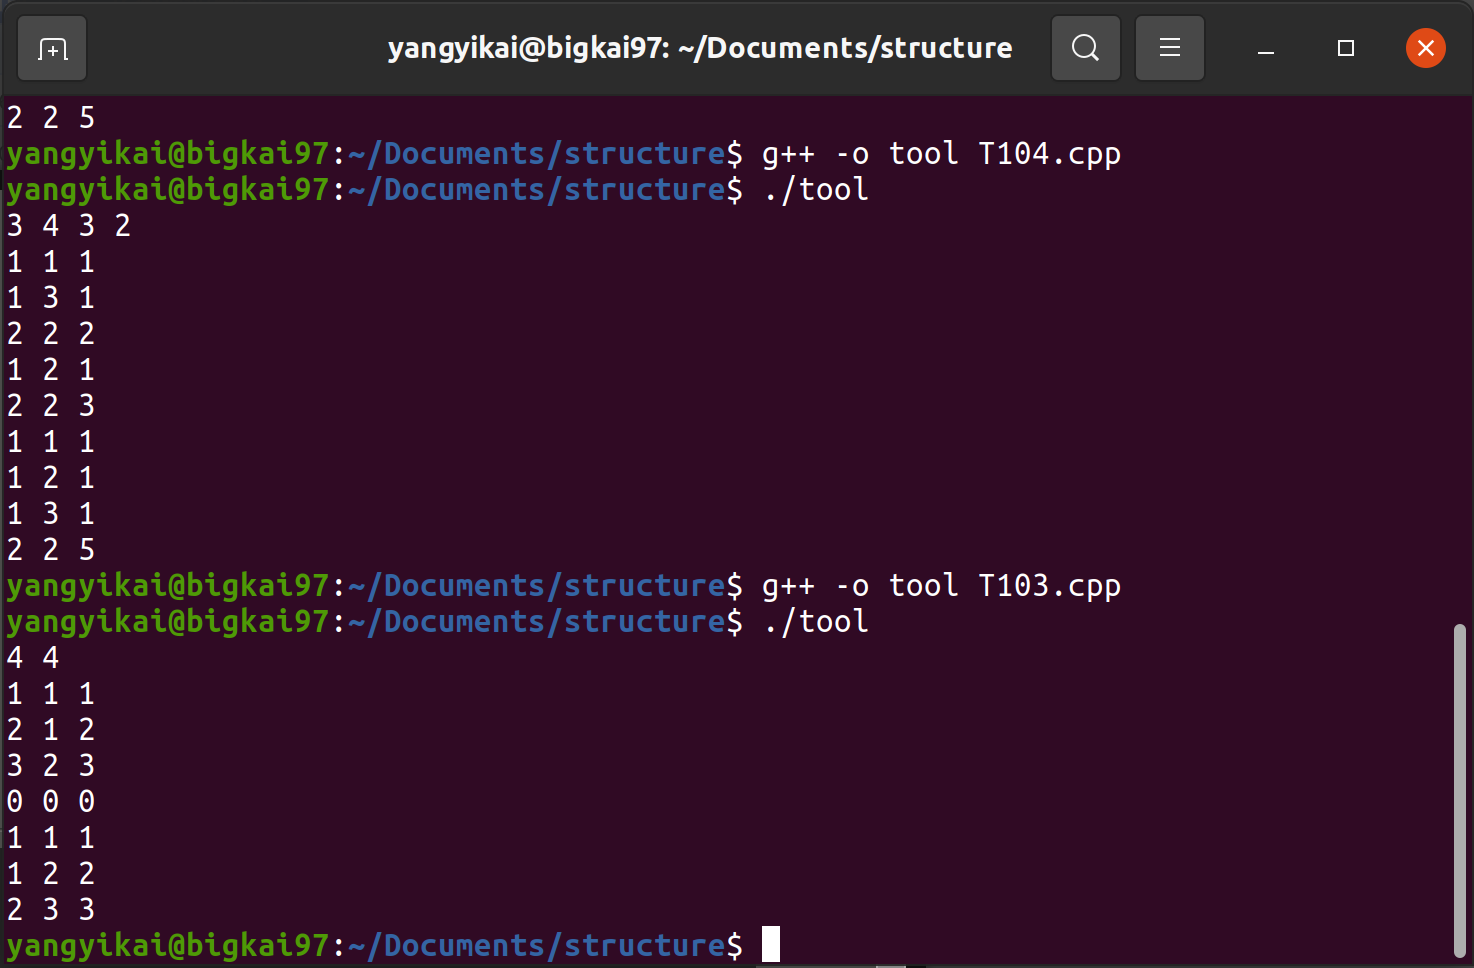 yangyikai@bigkai97: ~/Documents/structure
2 2 5
yangyikai@bigkai97:~/Documents/structure$ g++ -o tool T104.cpp
yangyikai@bigkai97:~/Documents/structure$ ./tool
3 4 3 2
1 1 1
1 3 1
2 2 2
1 2 1
2 2 3
1 1 1
1 2 1
1 3 1
2 2 5
yangyikai@bigkai97:~/Documents/structure$ g++ -o tool T103.cpp
yangyikai@bigkai97:~/Documents/structure$ ./tool
4 4
1 1 1
2 1 2
3 2 3
0 0 0
1 1 1
1 2 2
2 3 3
yangyikai@bigkai97:~/Documents/structure$